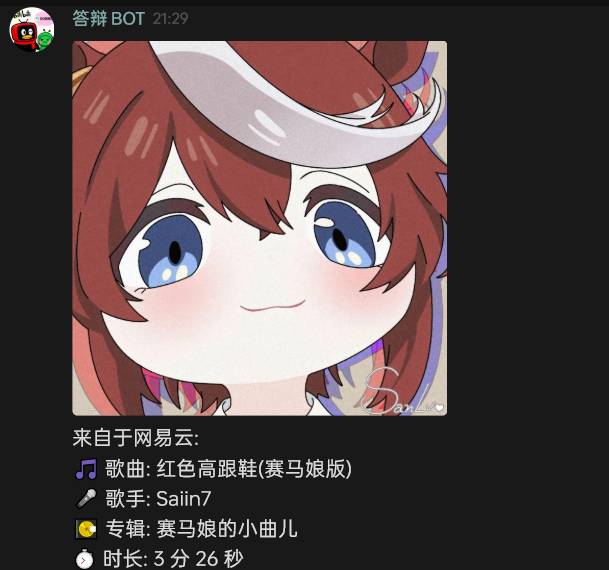 答辩 BOT 21:29
SanLv
来自于网易云:
🎵 歌曲: 红色高跟鞋(赛马娘版)
🎤 歌手: Saiin7
📀 专辑: 赛马娘的小曲儿
⏱ 时长: 3 分 26 秒